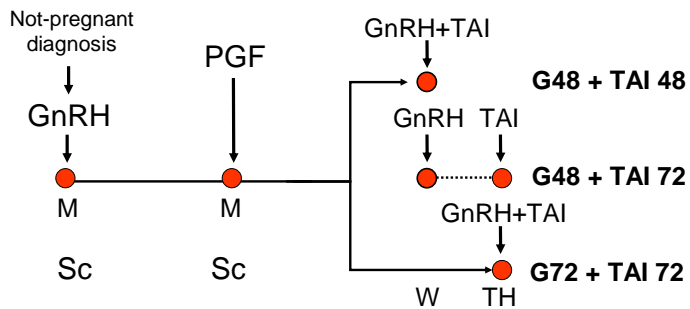 Not-pregnant
diagnosis
GnRH
M
Sc
PGF
M
Sc
GnRH+TAI
G48 + TAI 48
GnRH TAI
G48 + TAI 72
GnRH+TAI
G72 + TAI 72
W TH